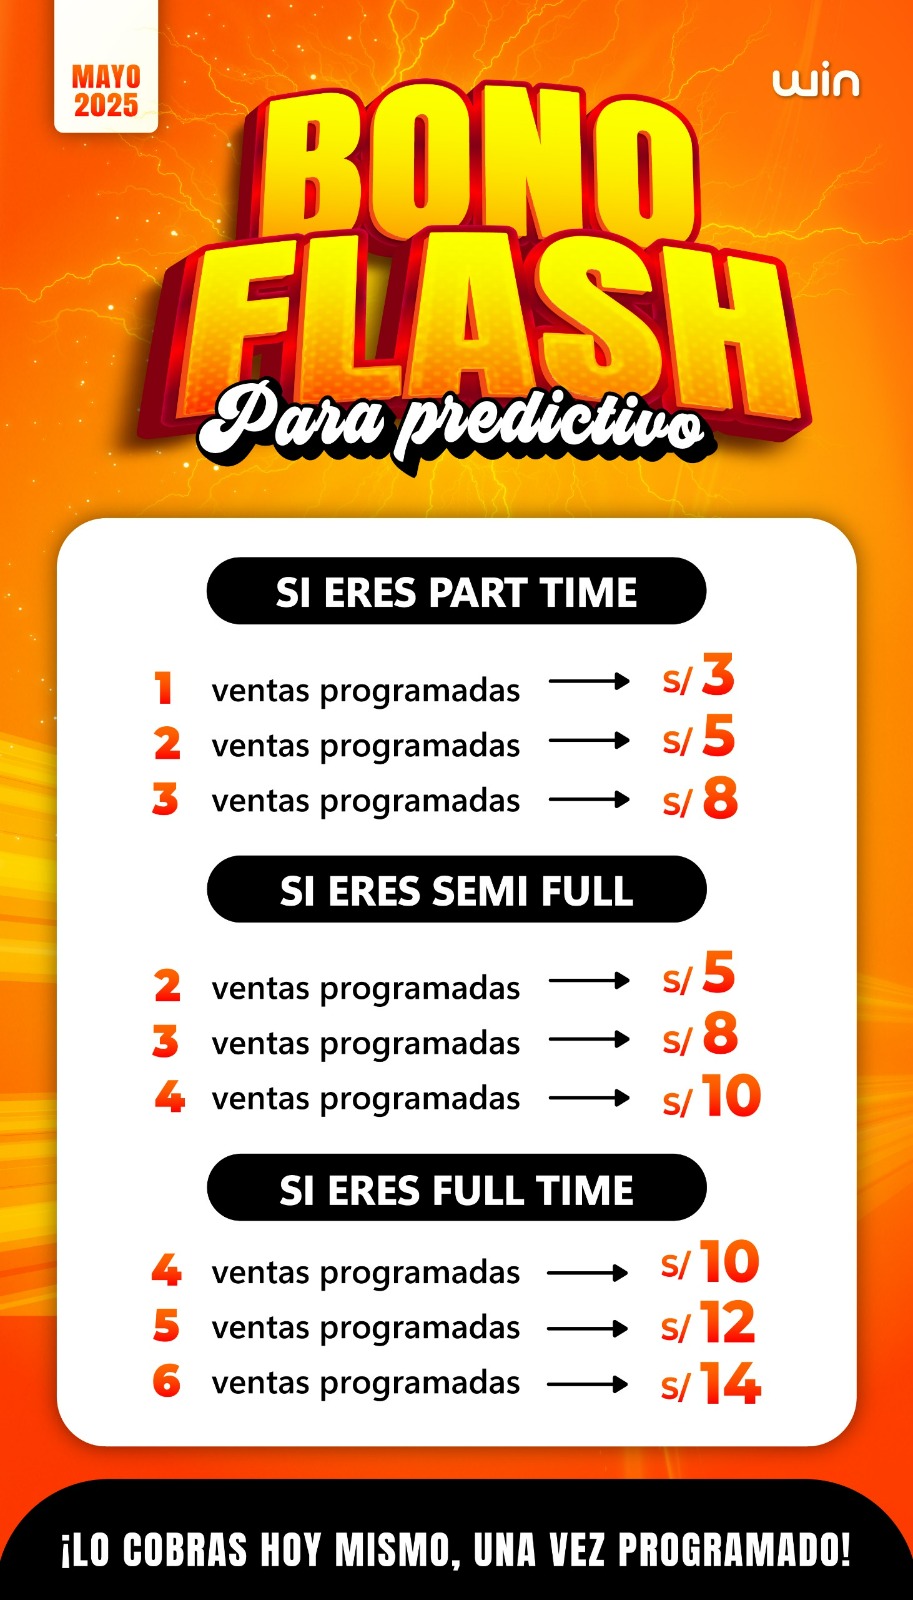 MAYO
2025
win
BONO
FLASH
Para predictivo
SI ERES PART TIME
1 ventas programadas s/ 3
2 ventas programadas s/ 5
3 ventas programadas s/ 8
SI ERES SEMI FULL
2 ventas programadas s/ 5
3 ventas programadas s/ 8
4 ventas programadas s/ 10
SI ERES FULL TIME
4 ventas programadas s/ 10
5 ventas programadas s/ 12
6 ventas programadas s/ 14
¡LO COBRAS HOY MISMO, UNA VEZ PROGRAMADO!